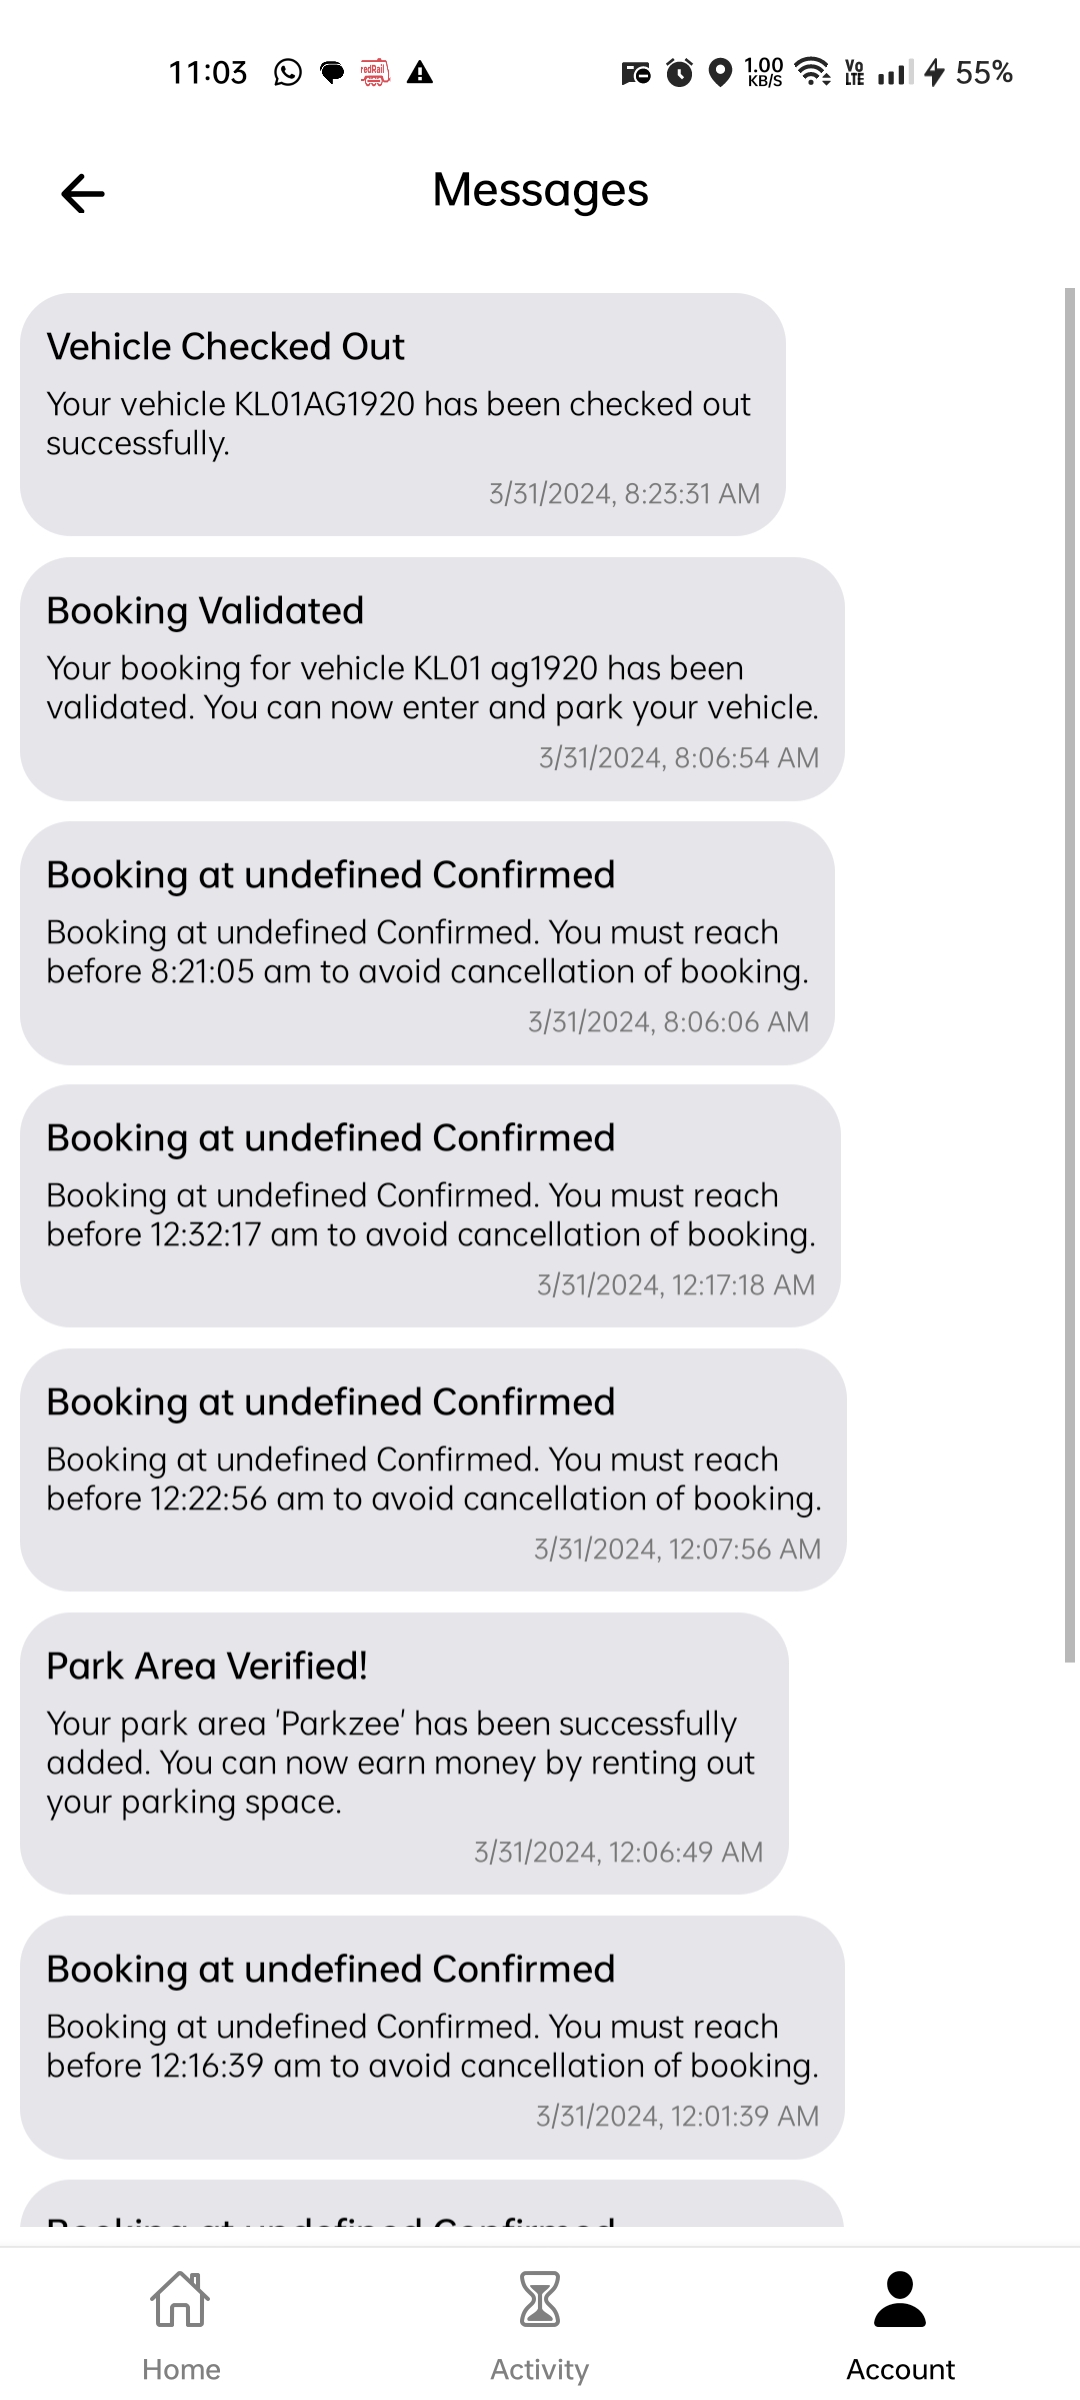 11:03
redRail
1.00
KB/S
Vo
LTE
55%
Messages
Vehicle Checked Out
Your vehicle KL01AG1920 has been checked out
successfully.
3/31/2024, 8:23:31 AM
Booking Validated
Your booking for vehicle KL01 ag1920 has been
validated. You can now enter and park your vehicle.
3/31/2024, 8:06:54 AM
Booking at undefined Confirmed
Booking at undefined Confirmed. You must reach
before 8:21:05 am to avoid cancellation of booking.
3/31/2024, 8:06:06 AM
Booking at undefined Confirmed
Booking at undefined Confirmed. You must reach
before 12:32:17 am to avoid cancellation of booking.
3/31/2024, 12:17:18 AM
Booking at undefined Confirmed
Booking at undefined Confirmed. You must reach
before 12:22:56 am to avoid cancellation of booking.
3/31/2024, 12:07:56 AM
Park Area Verified!
Your park area 'Parkzee' has been successfully
added. You can now earn money by renting out
your parking space.
3/31/2024, 12:06:49 AM
Booking at undefined Confirmed
Booking at undefined Confirmed. You must reach
before 12:16:39 am to avoid cancellation of booking.
3/31/2024, 12:01:39 AM
Booking at undefined Confirmed
Home
Activity
Account